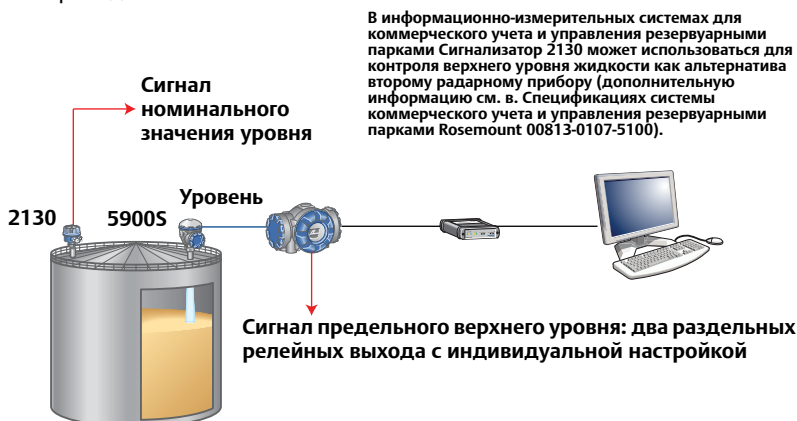 В информационно-измерительных системах для
коммерческого учета и управления резервуарными
парками Сигнализатор 2130 может использоваться для
контроля верхнего уровня жидкости как альтернатива
второму радарному прибору (дополнительную
информацию см. в. Спецификациях системы
коммерческого учета и управления резервуарными
парками Rosemount 00813-0107-5100).
Сигнал
номинального
значения уровня
Уровень
2130
5900S
Сигнал предельного верхнего уровня: два раздельных
релейных выхода с индивидуальной настройкой